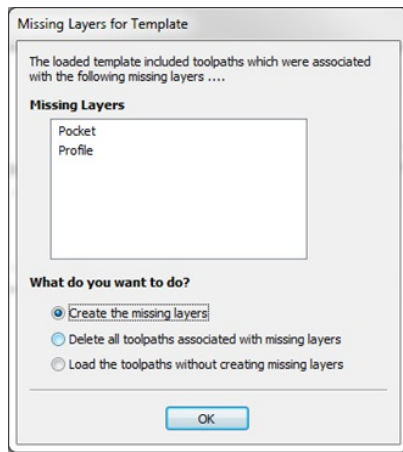 Missing Layers for Template
The loaded template included toolpaths which were associated
with the following missing layers ....
Missing Layers
Pocket
Profile
What do you want to do?
Create the missing layers
Delete all toolpaths associated with missing layers
Load the toolpaths without creating missing layers
OK